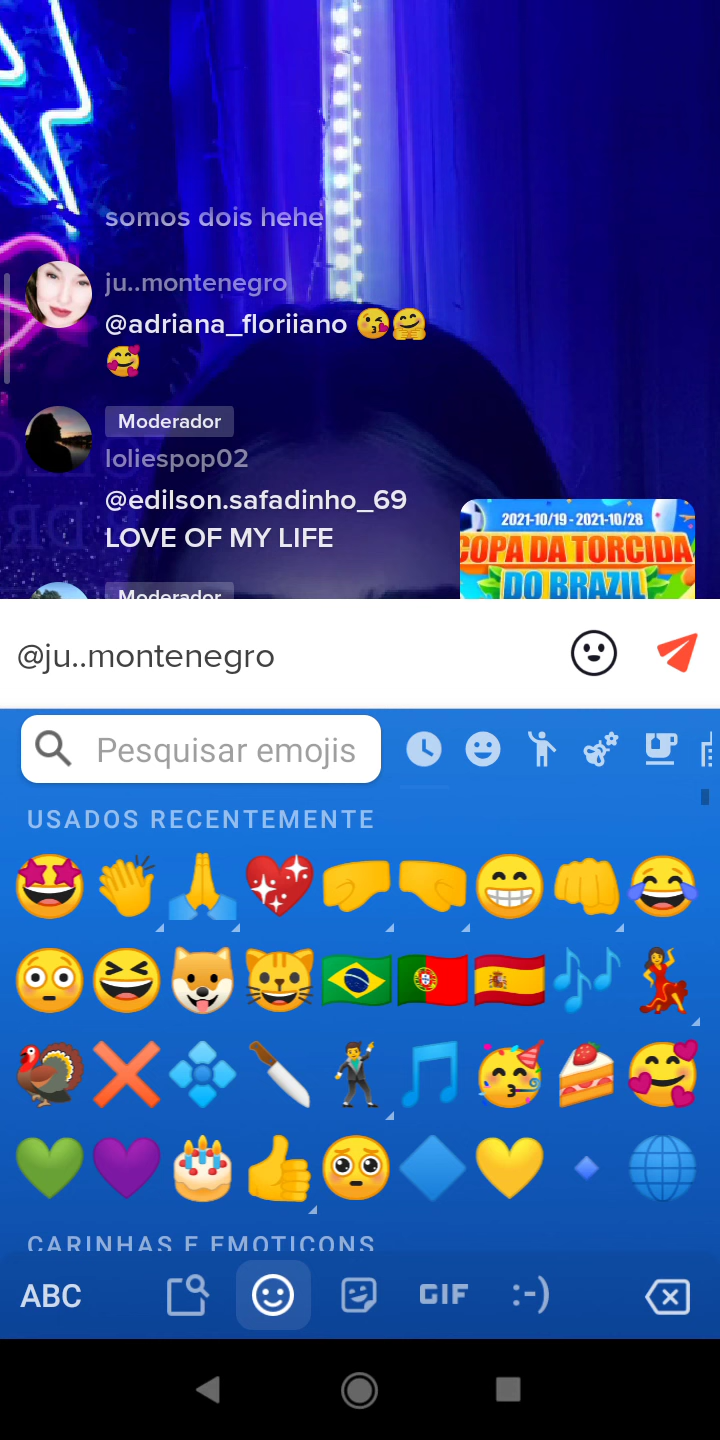 somos dois hehe
ju..montenegro
@adriana_floriiano 😘🤗
🥰
Moderador
loliespop02
@edilson.safadinho_69
LOVE OF MY LIFE
2021-10/19 - 2021-10/28
COPA DA TORCIDA
DO BRAZIL
Moderador
@ju..montenegro
Pesquisar emojis
USADOS RECENTEMENTE
CARINHAS E EMOTICONS
ABC
GIF
:-)